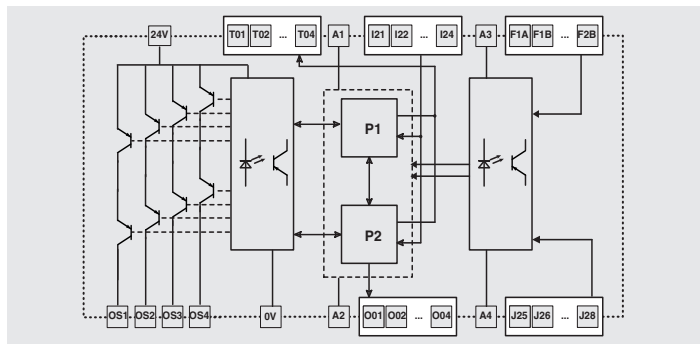 24V T01 T02 ... T04 A1 I21 I22 ... I24 A3 F1A F1B ... F2B
P1
P2
OS1 OS2 OS3 OS4 0V A2 O01 O02 ... O04 A4 J25 J26 ... J28